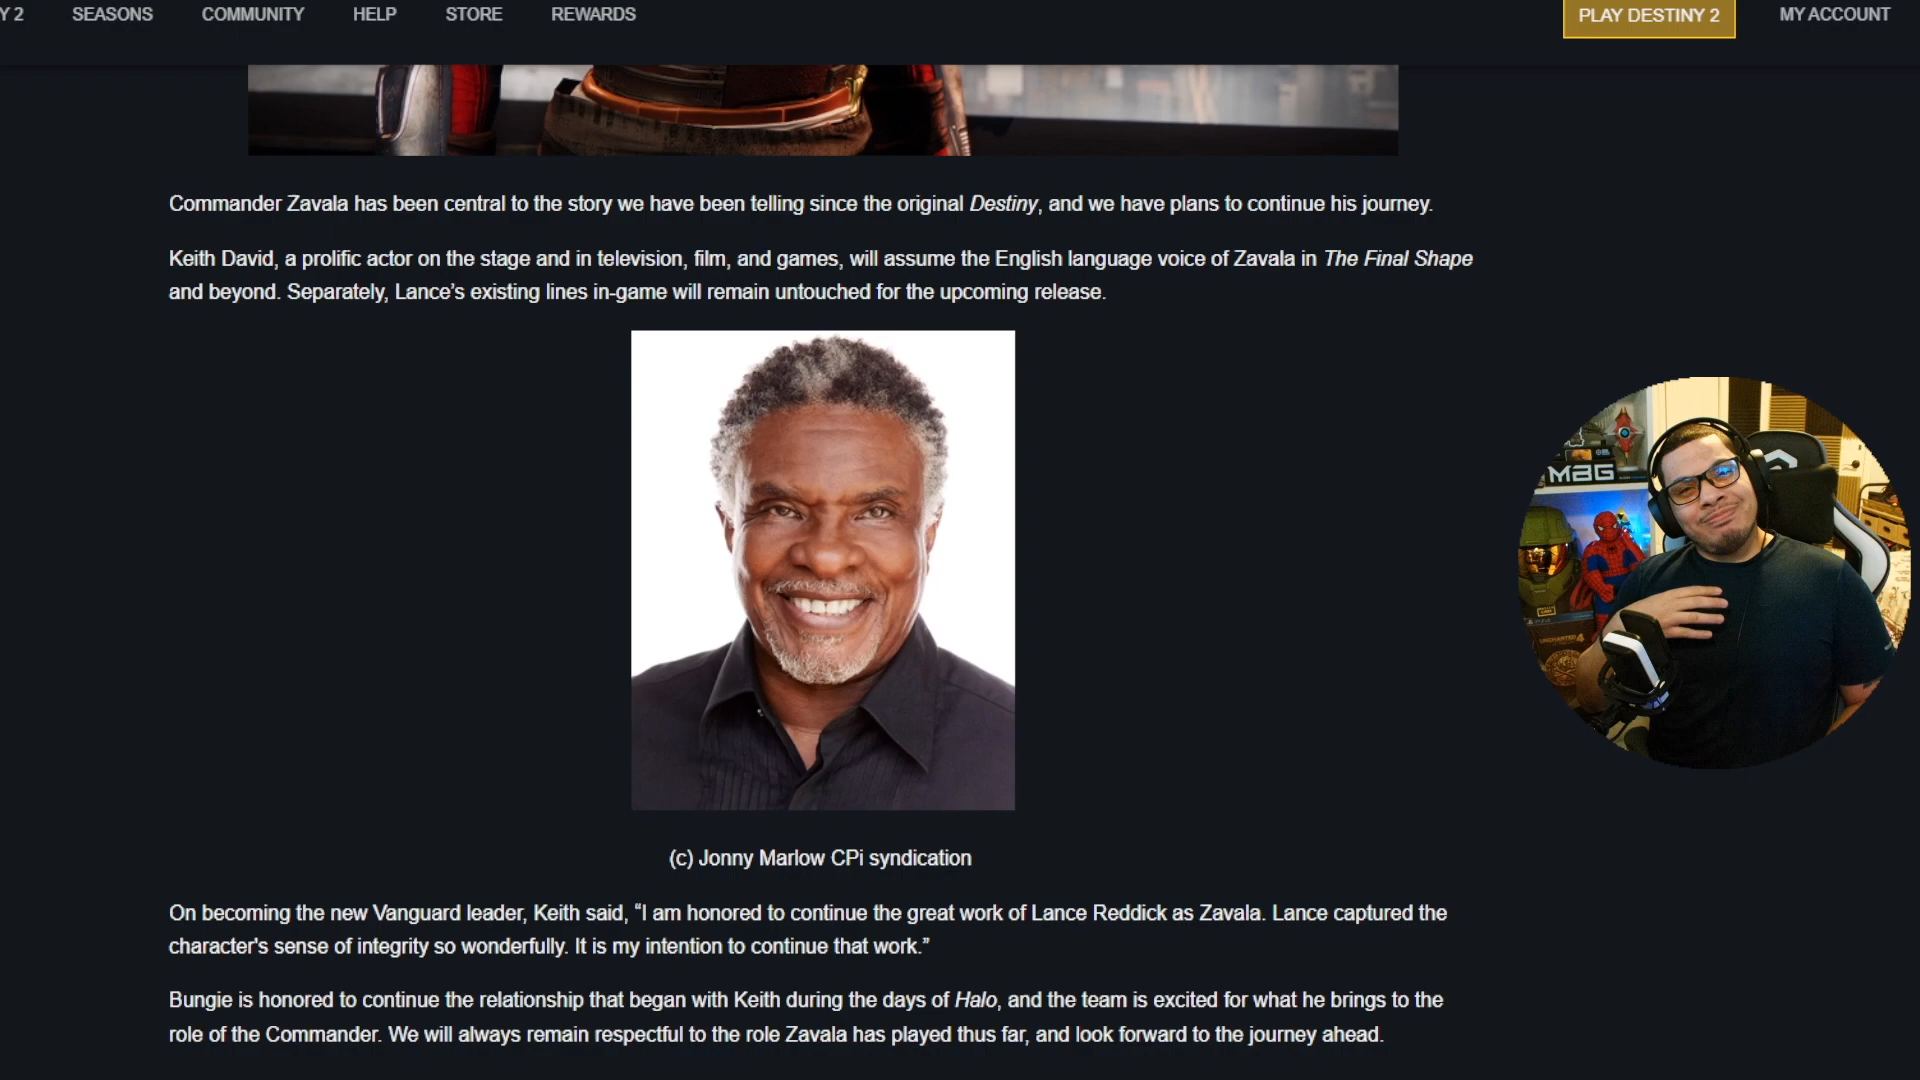 Y 2 SEASONS COMMUNITY HELP STORE REWARDS PLAY DESTINY 2 MY ACCOUNT
Commander Zavala has been central to the story we have been telling since the original Destiny, and we have plans to continue his journey.
Keith David, a prolific actor on the stage and in television, film, and games, will assume the English language voice of Zavala in The Final Shape
and beyond. Separately, Lance’s existing lines in-game will remain untouched for the upcoming release.
MAG
UNCHARTED 4
(c) Jonny Marlow CPi syndication
On becoming the new Vanguard leader, Keith said, “I am honored to continue the great work of Lance Reddick as Zavala. Lance captured the
character's sense of integrity so wonderfully. It is my intention to continue that work.”
Bungie is honored to continue the relationship that began with Keith during the days of Halo, and the team is excited for what he brings to the
role of the Commander. We will always remain respectful to the role Zavala has played thus far, and look forward to the journey ahead.